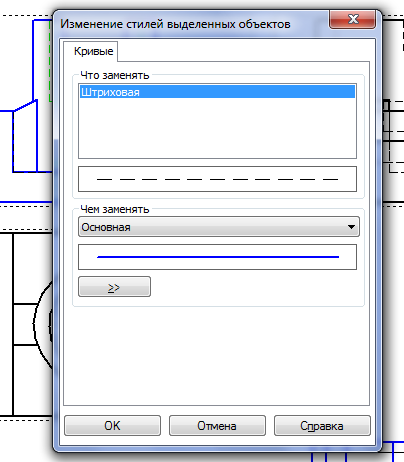 Изменение стилей выделенных объектов
Кривые
Что заменять
Штриховая
Чем заменять
Основная
>>
OK
Отмена
Справка